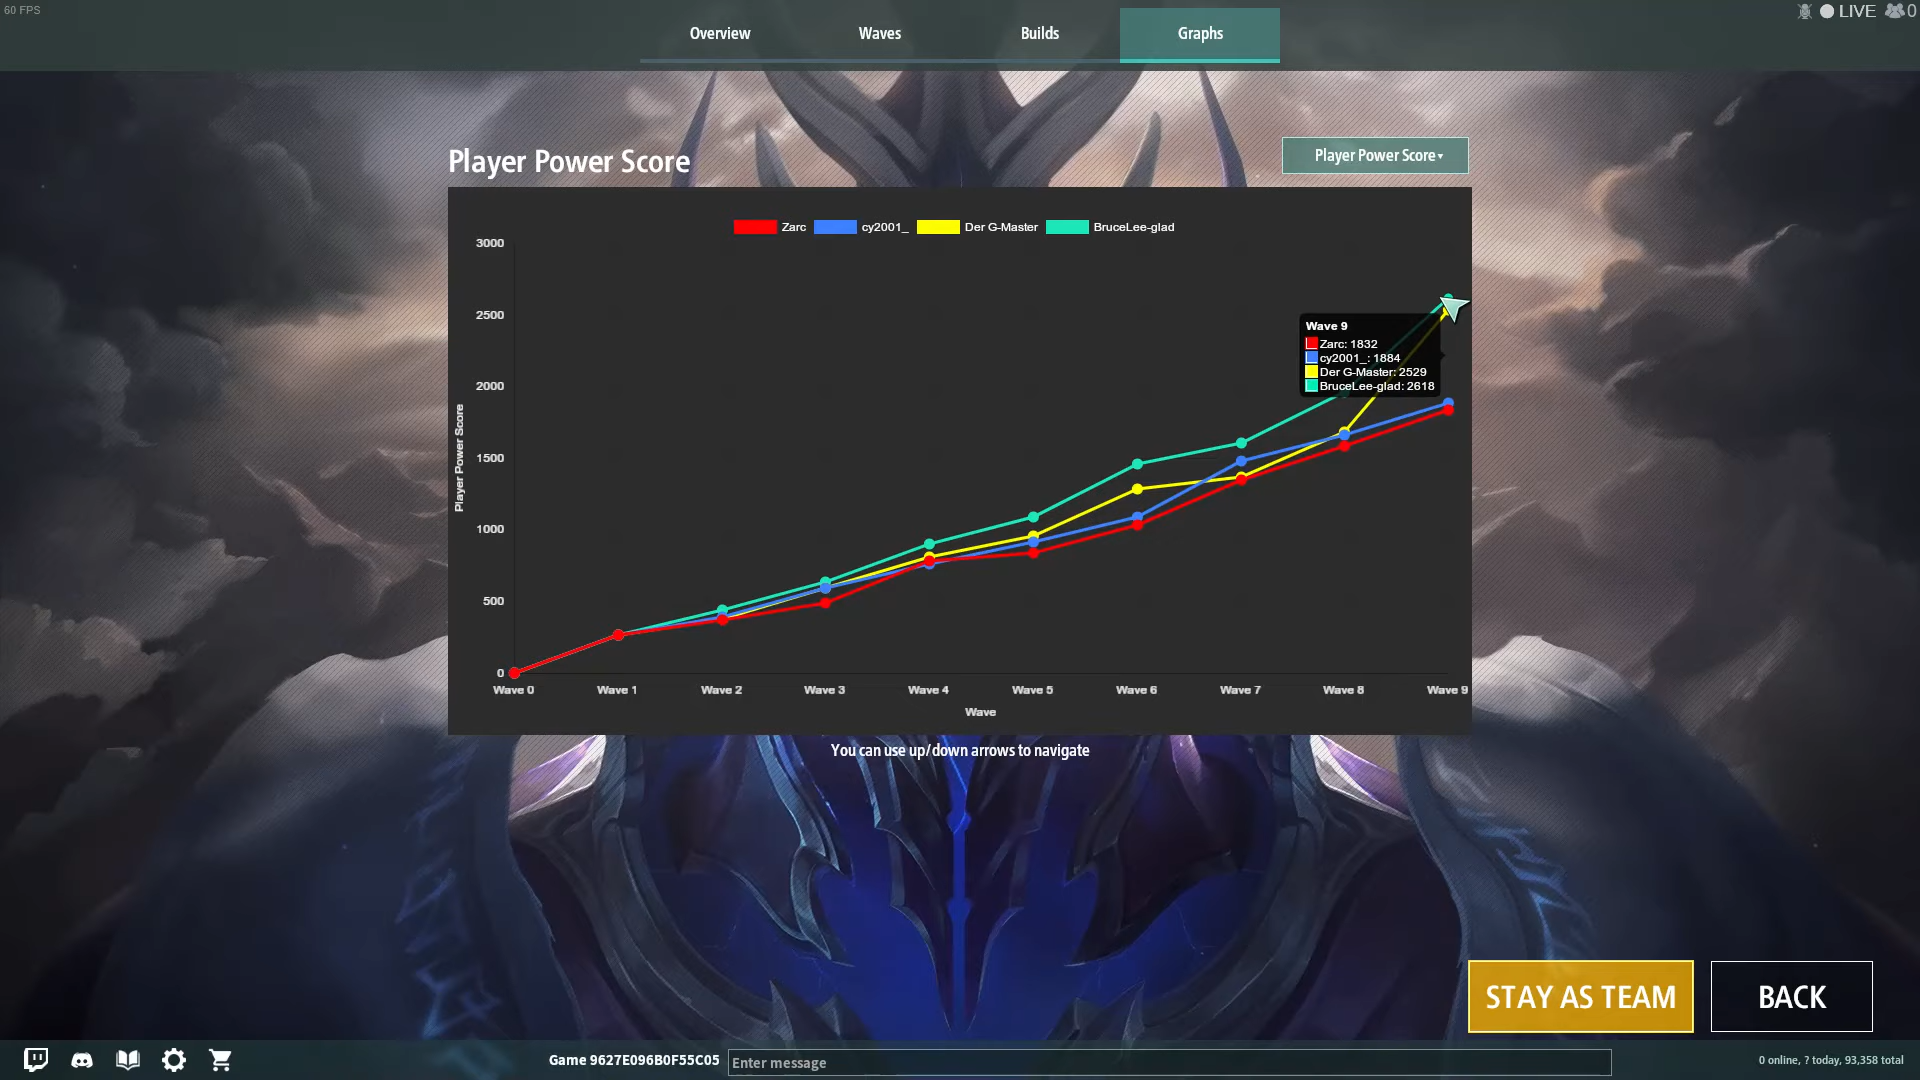 60 FPS
LIVE 0
Overview Waves Builds Graphs
Player Power Score
Player Power Score
Zarc cy2001_ Der G-Master BruceLee-glad
3000
2500
2000
1500
1000
500
0
Player Power Score
Wave 9
Zarc: 1832
cy2001_: 1884
Der G-Master: 2529
BruceLee-glad: 2618
Wave 0 Wave 1 Wave 2 Wave 3 Wave 4 Wave 5 Wave 6 Wave 7 Wave 8 Wave 9
Wave
You can use up/down arrows to navigate
STAY AS TEAM BACK
Game 9627E096B0F55C05 Enter message
0 online, ? today, 93,358 total